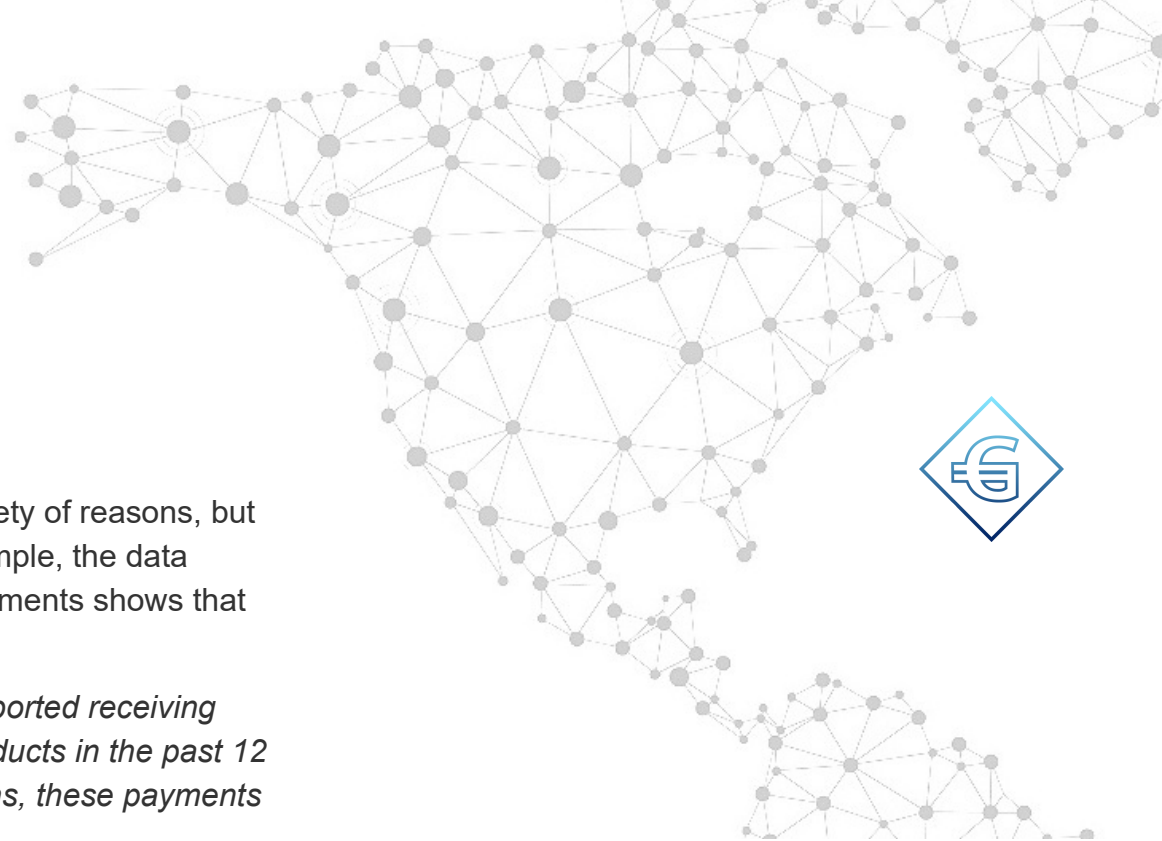 ety of reasons, but
mple, the data
ments shows that
ported receiving
ducts in the past 12
s, these payments